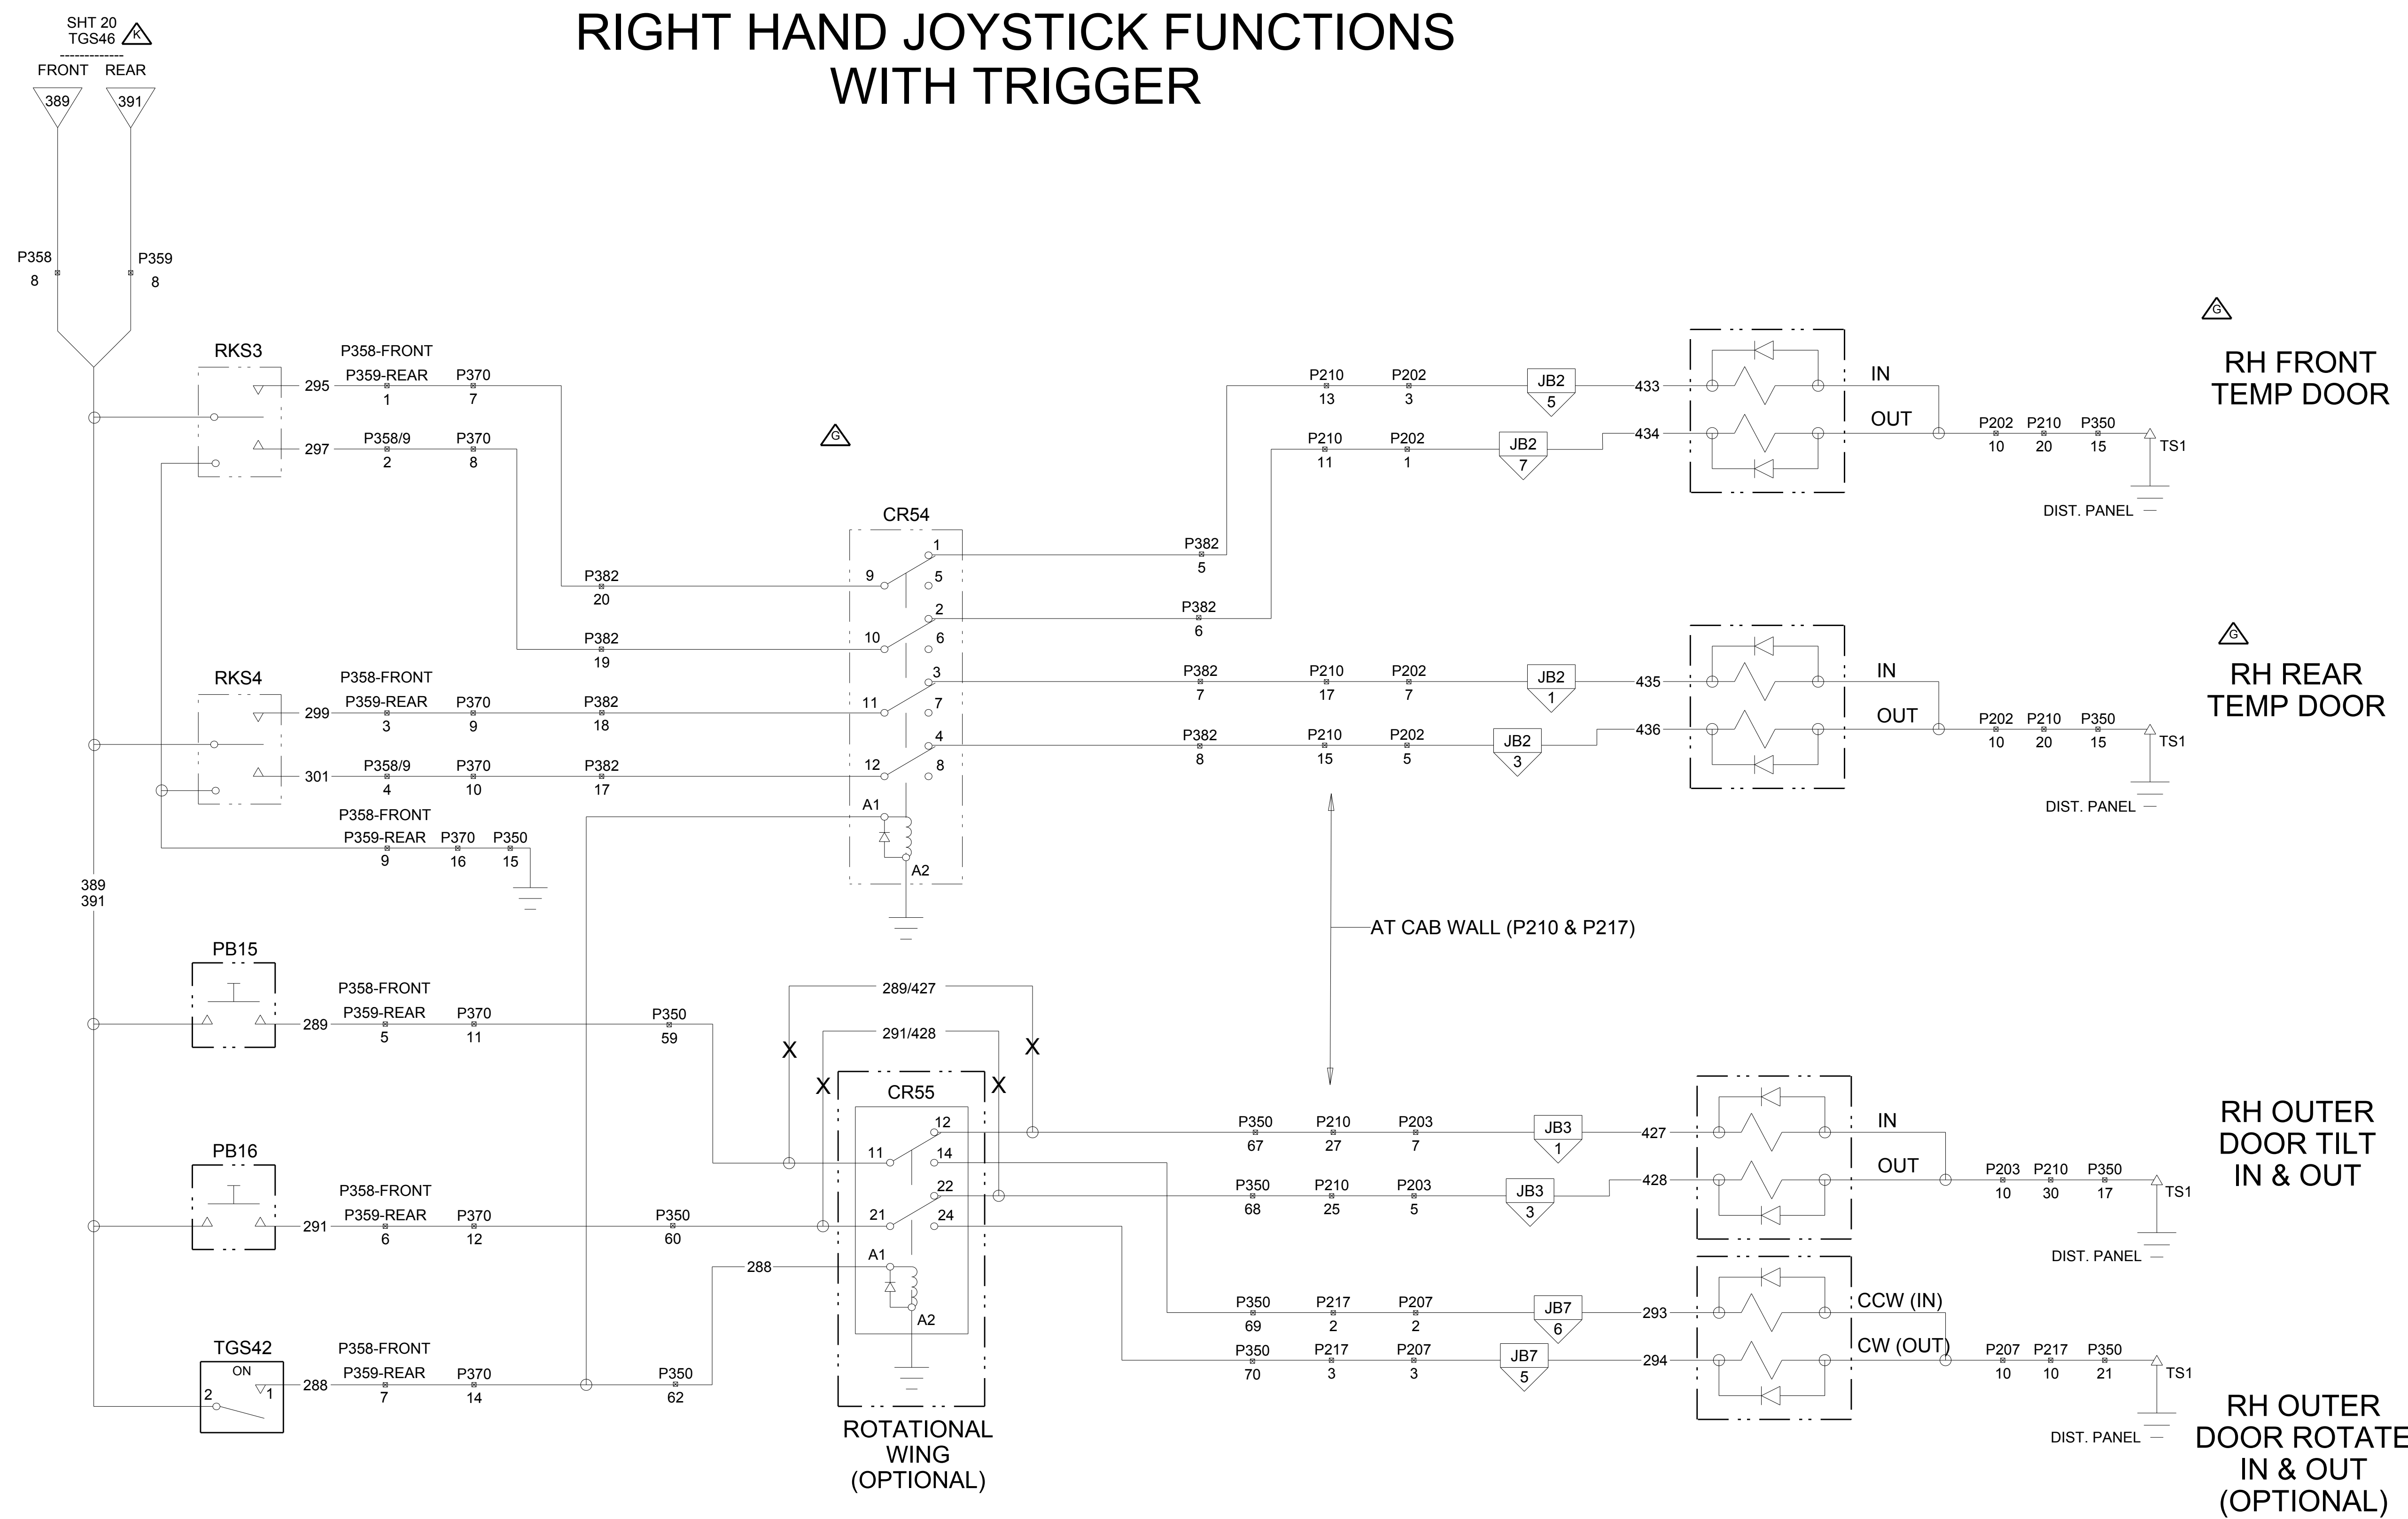 RIGHT HAND JOYSTICK FUNCTIONS
WITH TRIGGER
SHT 20
TGS46 K
FRONT REAR
389 391
P358
8
P359
8
RKS3
P358-FRONT
295 P359-REAR P370
1 7
297 P358/9 P370
2 8
P382
20
P382
19
RKS4
P358-FRONT
299 P359-REAR P370 P382
3 9 18
301 P358/9 P370 P382
4 10 17
P358-FRONT
P359-REAR P370 P350
9 16 15
389
391
G
CR54
1
9 5
2
10 6
3
11 7
4
12 8
A1
A2
P382
5
P382
6
P382 P210 P202 JB2
7 17 7 1
P382 P210 P202 JB2
8 15 5 3
P210 P202 JB2
13 3 5
P210 P202 JB2
11 1 7
433 IN
434 OUT
P202 P210 P350
10 20 15
TS1
DIST. PANEL
G
RH FRONT
TEMP DOOR
435 IN
436 OUT
P202 P210 P350
10 20 15
TS1
DIST. PANEL
G
RH REAR
TEMP DOOR
AT CAB WALL (P210 & P217)
PB15
P358-FRONT
289 P359-REAR P370 P350
5 11 59
PB16
P358-FRONT
291 P359-REAR P370 P350
6 12 60
TGS42
ON
2 1
P358-FRONT
288 P359-REAR P370 P350
7 14 62
288
289/427
291/428
X X
X X
CR55
12
11 14
22
21 24
A1
A2
ROTATIONAL
WING
(OPTIONAL)
P350 P210 P203 JB3
67 27 7 1
P350 P210 P203 JB3
68 25 5 3
P350 P217 P207 JB7
69 2 2 6
P350 P217 P207 JB7
70 3 3 5
427 IN
428 OUT
P203 P210 P350
10 30 17
TS1
DIST. PANEL
RH OUTER
DOOR TILT
IN & OUT
293 CCW (IN)
294 CW (OUT)
P207 P217 P350
10 10 21
TS1
DIST. PANEL
RH OUTER
DOOR ROTATE
IN & OUT
(OPTIONAL)